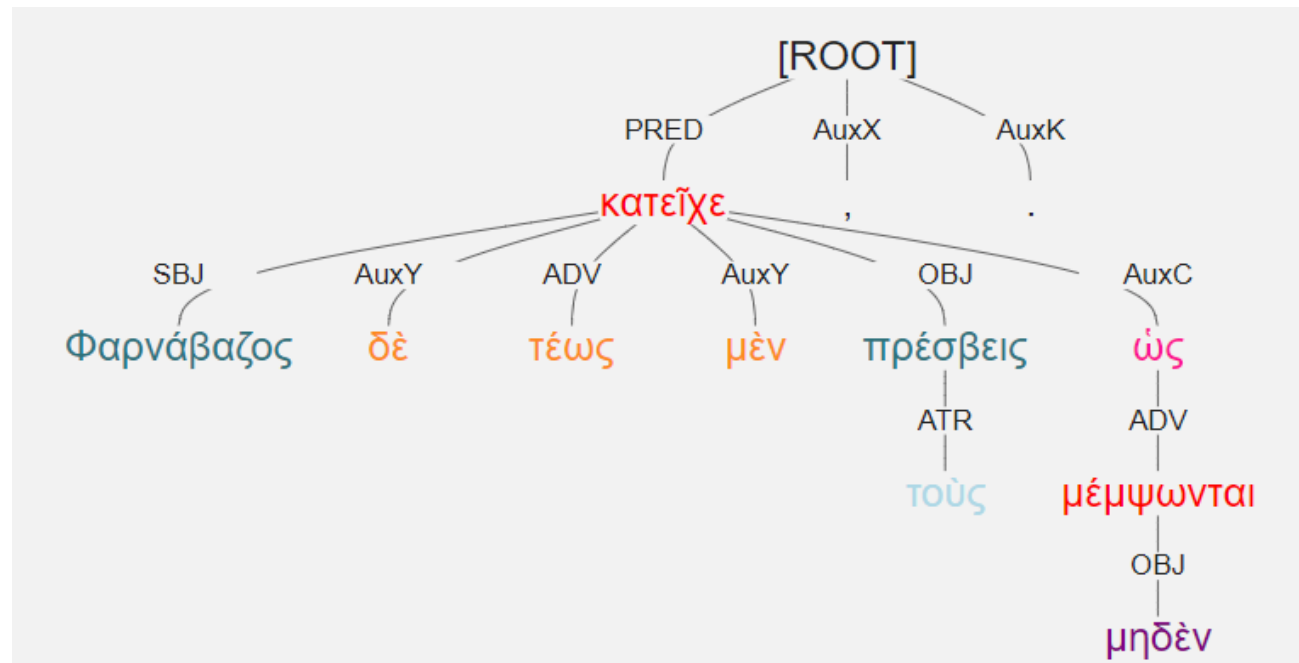 [ROOT]
PRED AuxX AuxK
κατεῖχε , .
SBJ AuxY ADV AuxY OBJ AuxC
Φαρνάβαζος δὲ τέως μὲν πρέσβεις ὡς
ATR ADV
τοὺς μέμψωνται
OBJ
μηδὲν